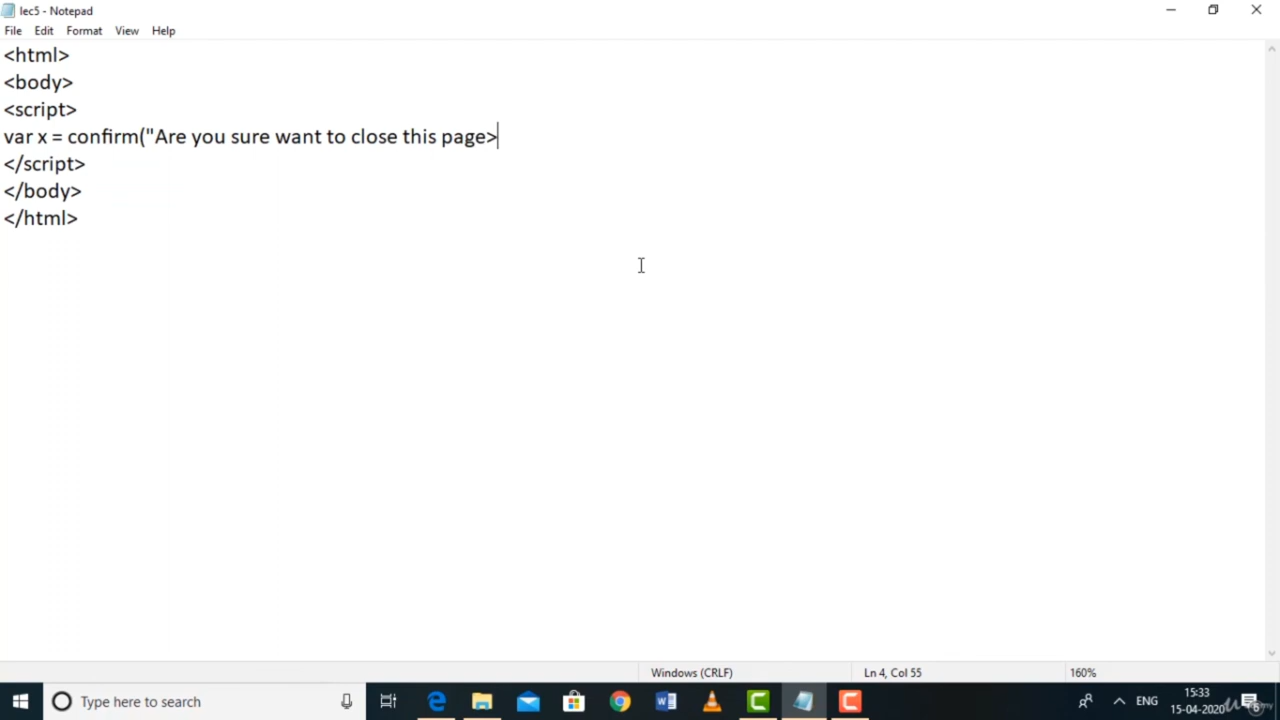 lec5 - Notepad
File Edit Format View Help
<html>
<body>
<script>
var x = confirm("Are you sure want to close this page>
</script>
</body>
</html>
Windows (CRLF) Ln 4, Col 55 160%
Type here to search
ENG
15:33
15-04-2020